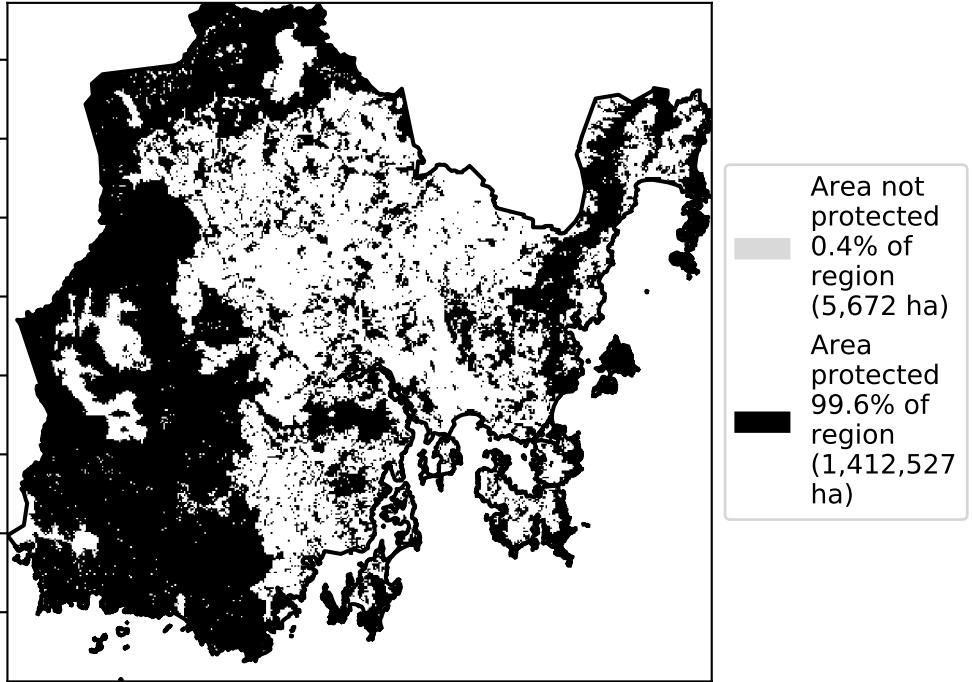 Area not
protected
0.4% of
region
(5,672 ha)
Area
protected
99.6% of
region
(1,412,527
ha)